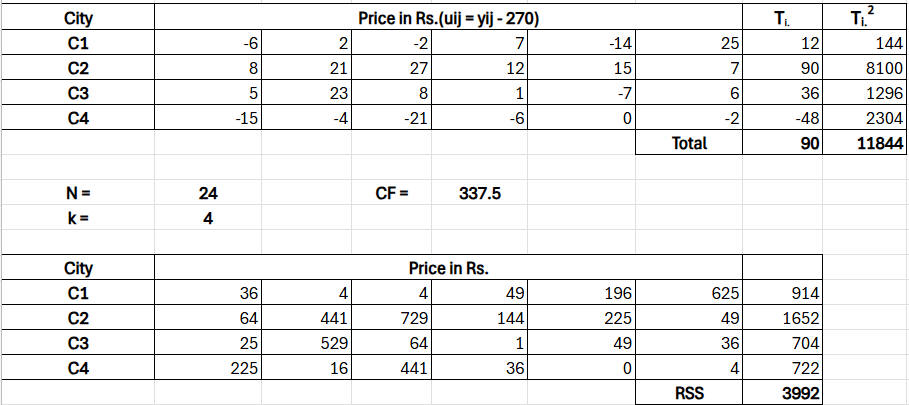 City Price in Rs.(uij = yij - 270) Ti. Ti.²
C1 -6 2 -2 7 -14 25 12 144
C2 8 21 27 12 15 7 90 8100
C3 5 23 8 1 -7 6 36 1296
C4 -15 -4 -21 -6 0 -2 -48 2304
Total 90 11844
N = 24 CF = 337.5
k = 4
City Price in Rs.
C1 36 4 4 49 196 625 914
C2 64 441 729 144 225 49 1652
C3 25 529 64 1 49 36 704
C4 225 16 441 36 0 4 722
RSS 3992